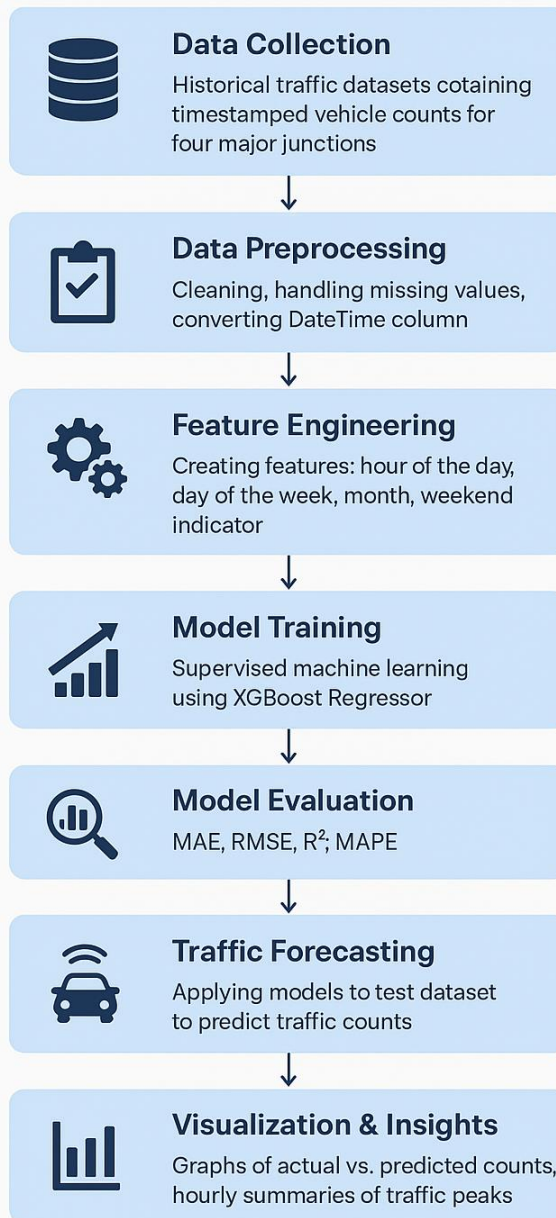 Data Collection
Historical traffic datasets cotaining
timestamped vehicle counts for
four major junctions
Data Preprocessing
Cleaning, handling missing values,
converting DateTime column
Feature Engineering
Creating features: hour of the day,
day of the week, month, weekend
indicator
Model Training
Supervised machine learning
using XGBoost Regressor
Model Evaluation
MAE, RMSE, R²; MAPE
Traffic Forecasting
Applying models to test dataset
to predict traffic counts
Visualization & Insights
Graphs of actual vs. predicted counts,
hourly summaries of traffic peaks